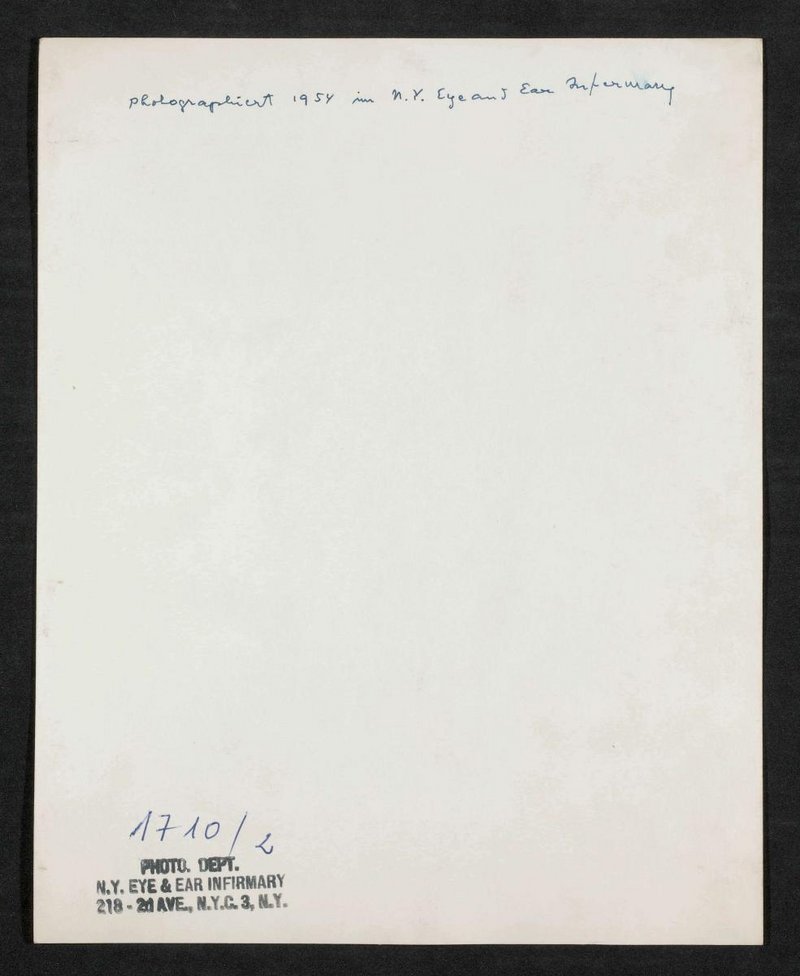 photographiert 1954 im N.Y. Eye and Ear Infirmary
1710/2
PHOTO. DEPT.
N.Y. EYE & EAR INFIRMARY
218 - 2d AVE., N.Y.C. 3, N.Y.